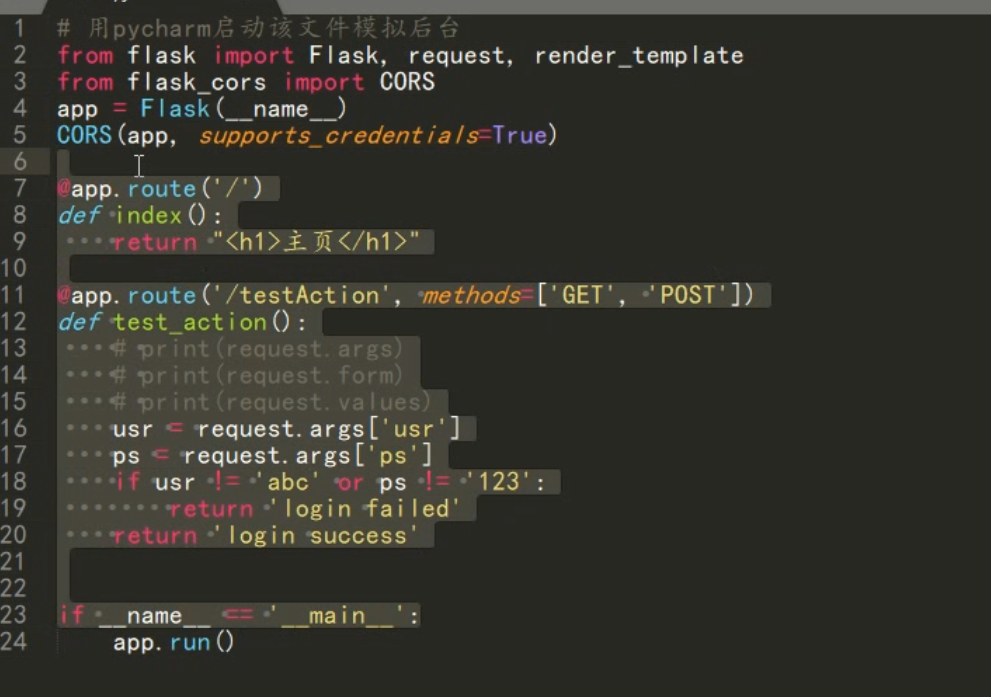 1 # 用pycharm启动该文件模拟后台
2 from flask import Flask, request, render_template
3 from flask_cors import CORS
4 app = Flask(__name__)
5 CORS(app, supports_credentials=True)
6
7 @app.route('/')
8 def index():
9     return "<h1>主页</h1>"
10
11 @app.route('/testAction', methods=['GET', 'POST'])
12 def test_action():
13     # print(request.args)
14     # print(request.form)
15     # print(request.values)
16     usr = request.args['usr']
17     ps = request.args['ps']
18     if usr != 'abc' or ps != '123':
19         return 'login failed'
20     return 'login success'
21
22
23 if __name__ == '__main__':
24     app.run()